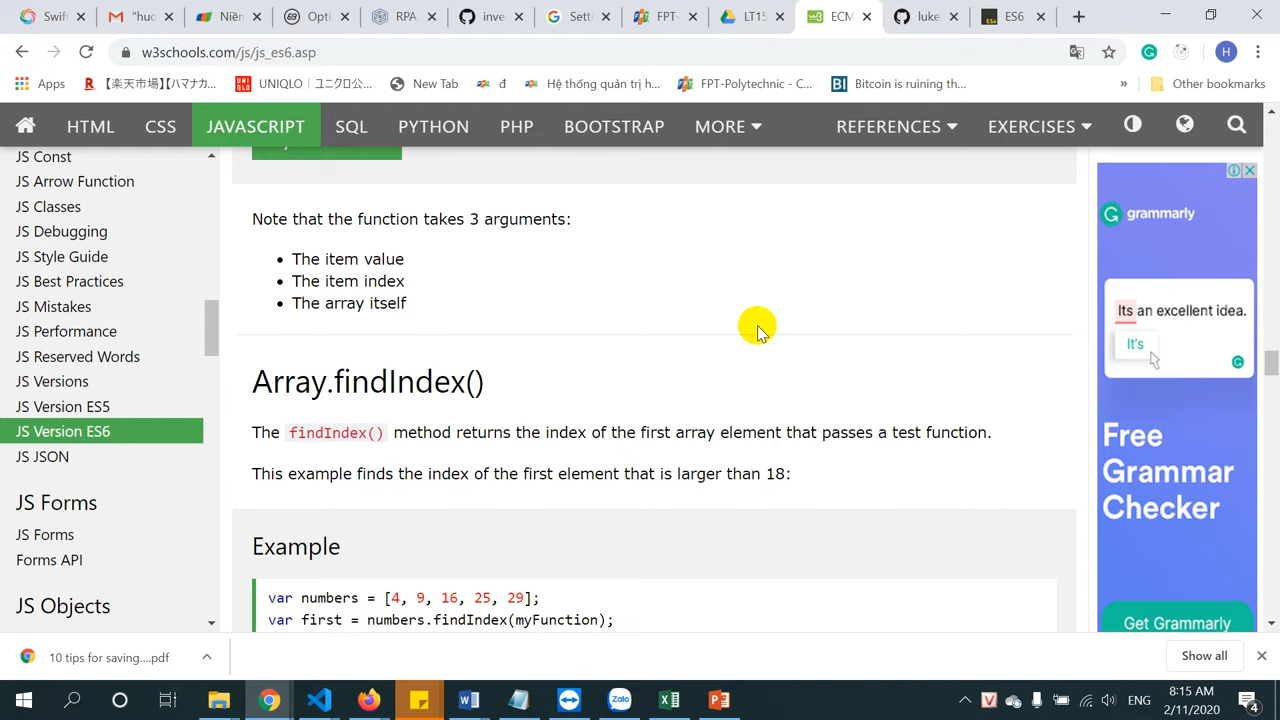 Swift
"huc
Niên
Opti
RPA
inve
Setti
FPT-
LT15
ECM
luke
ES6
w3schools.com/js/js_es6.asp
H
Apps
【楽天市場】【ハマナカ...
UNIQLO｜ユニクロ公...
New Tab
đ
Hệ thống quản trị h...
FPT-Polytechnic - C...
BI
Bitcoin is ruining th...
»
Other bookmarks
HTML
CSS
JAVASCRIPT
SQL
PYTHON
PHP
BOOTSTRAP
MORE
REFERENCES
EXERCISES
JS Const
JS Arrow Function
JS Classes
JS Debugging
JS Style Guide
JS Best Practices
JS Mistakes
JS Performance
JS Reserved Words
JS Versions
JS Version ES5
JS Version ES6
JS JSON
JS Forms
JS Forms
Forms API
JS Objects
Note that the function takes 3 arguments:
• The item value
• The item index
• The array itself
Array.findIndex()
The findIndex() method returns the index of the first array element that passes a test function.
This example finds the index of the first element that is larger than 18:
Example
var numbers = [4, 9, 16, 25, 29];
var first = numbers.findIndex(myFunction);
grammarly
Its an excellent idea.
It's
Free
Grammar
Checker
Get Grammarly
10 tips for saving....pdf
Show all
ENG
8:15 AM
2/11/2020
4